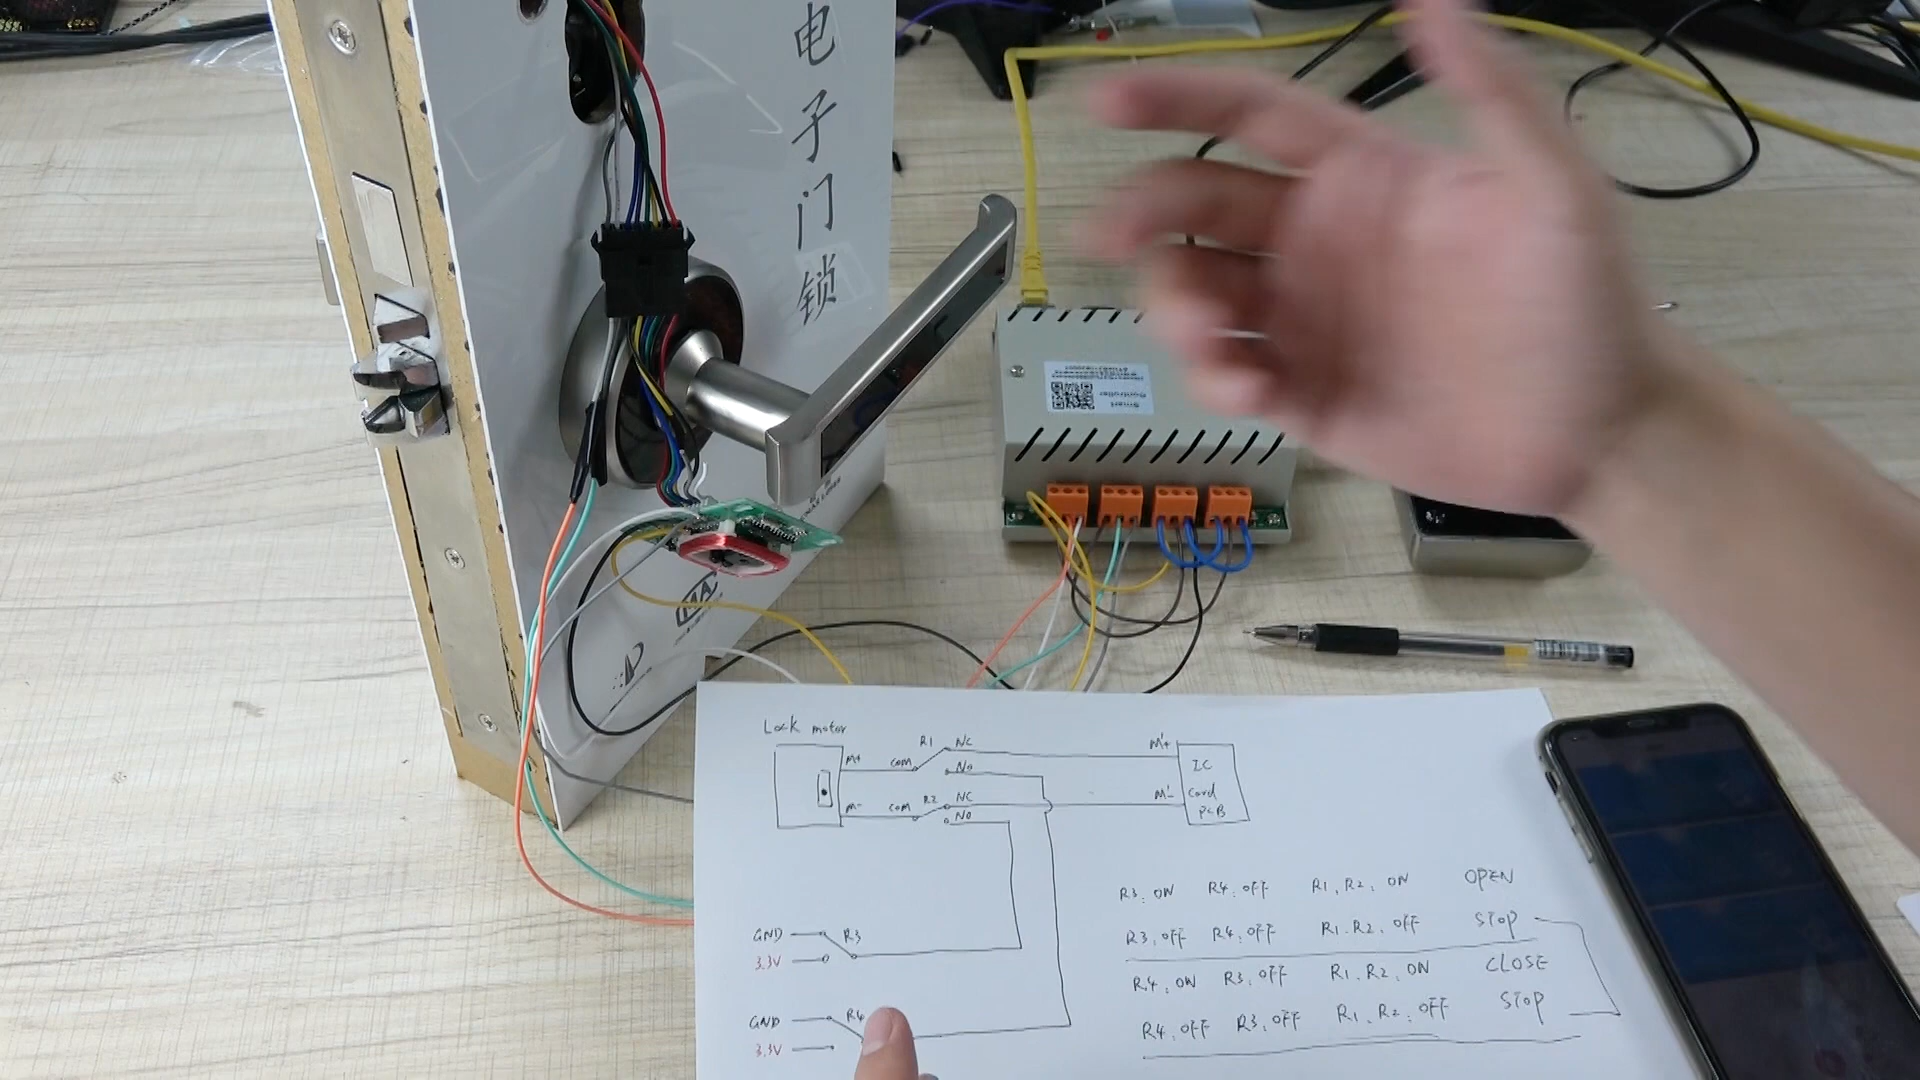 电子门锁
Smart
Controller
MA
Lock motor
M+ COM R1 NC M'+
NO IC
M- COM R2 NC M'- Card
NO PCB
GND R3
3.3V
GND R4
3.3V
R3: ON R4: OFF R1, R2: ON OPEN
R3: OFF R4: OFF R1. R2: OFF STOP
R4: ON R3: OFF R1. R2: ON CLOSE
R4: OFF R3: OFF R1. R2: OFF STOP